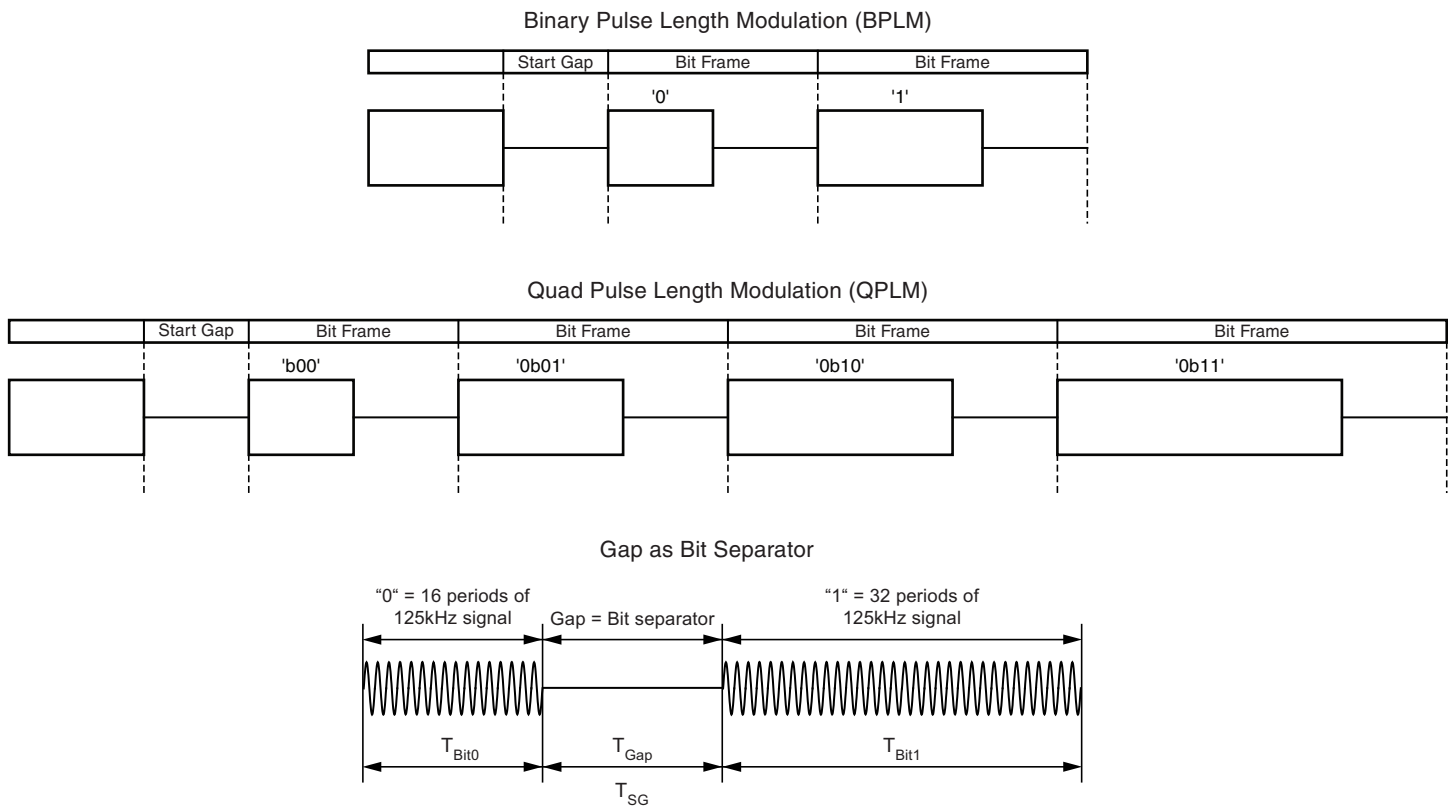 Binary Pulse Length Modulation (BPLM)
Start Gap Bit Frame Bit Frame
'0' '1'
Quad Pulse Length Modulation (QPLM)
Start Gap Bit Frame Bit Frame Bit Frame Bit Frame
'b00' '0b01' '0b10' '0b11'
Gap as Bit Separator
“0“ = 16 periods of
125kHz signal
Gap = Bit separator
“1“ = 32 periods of
125kHz signal
TBit0 TGap TBit1
TSG